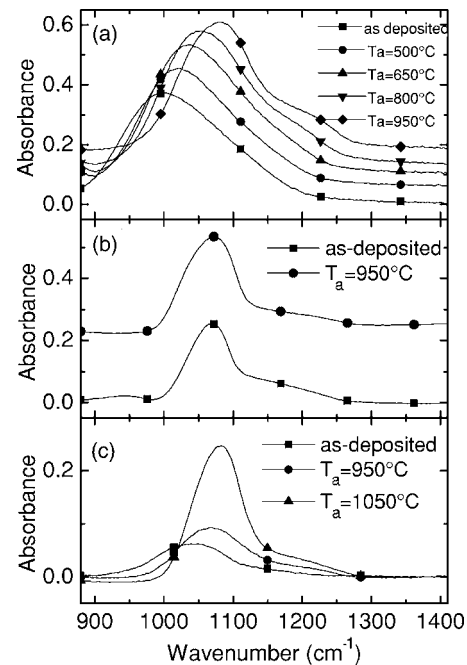 (a)
as deposited
Ta=500°C
Ta=650°C
Ta=800°C
Ta=950°C
Absorbance
0.6
0.4
0.2
0.0
(b)
as-deposited
Tₐ=950°C
Absorbance
0.4
0.2
0.0
(c)
as-deposited
Tₐ=950°C
Tₐ=1050°C
Absorbance
0.2
0.0
900 1000 1100 1200 1300 1400
Wavenumber (cm⁻¹)